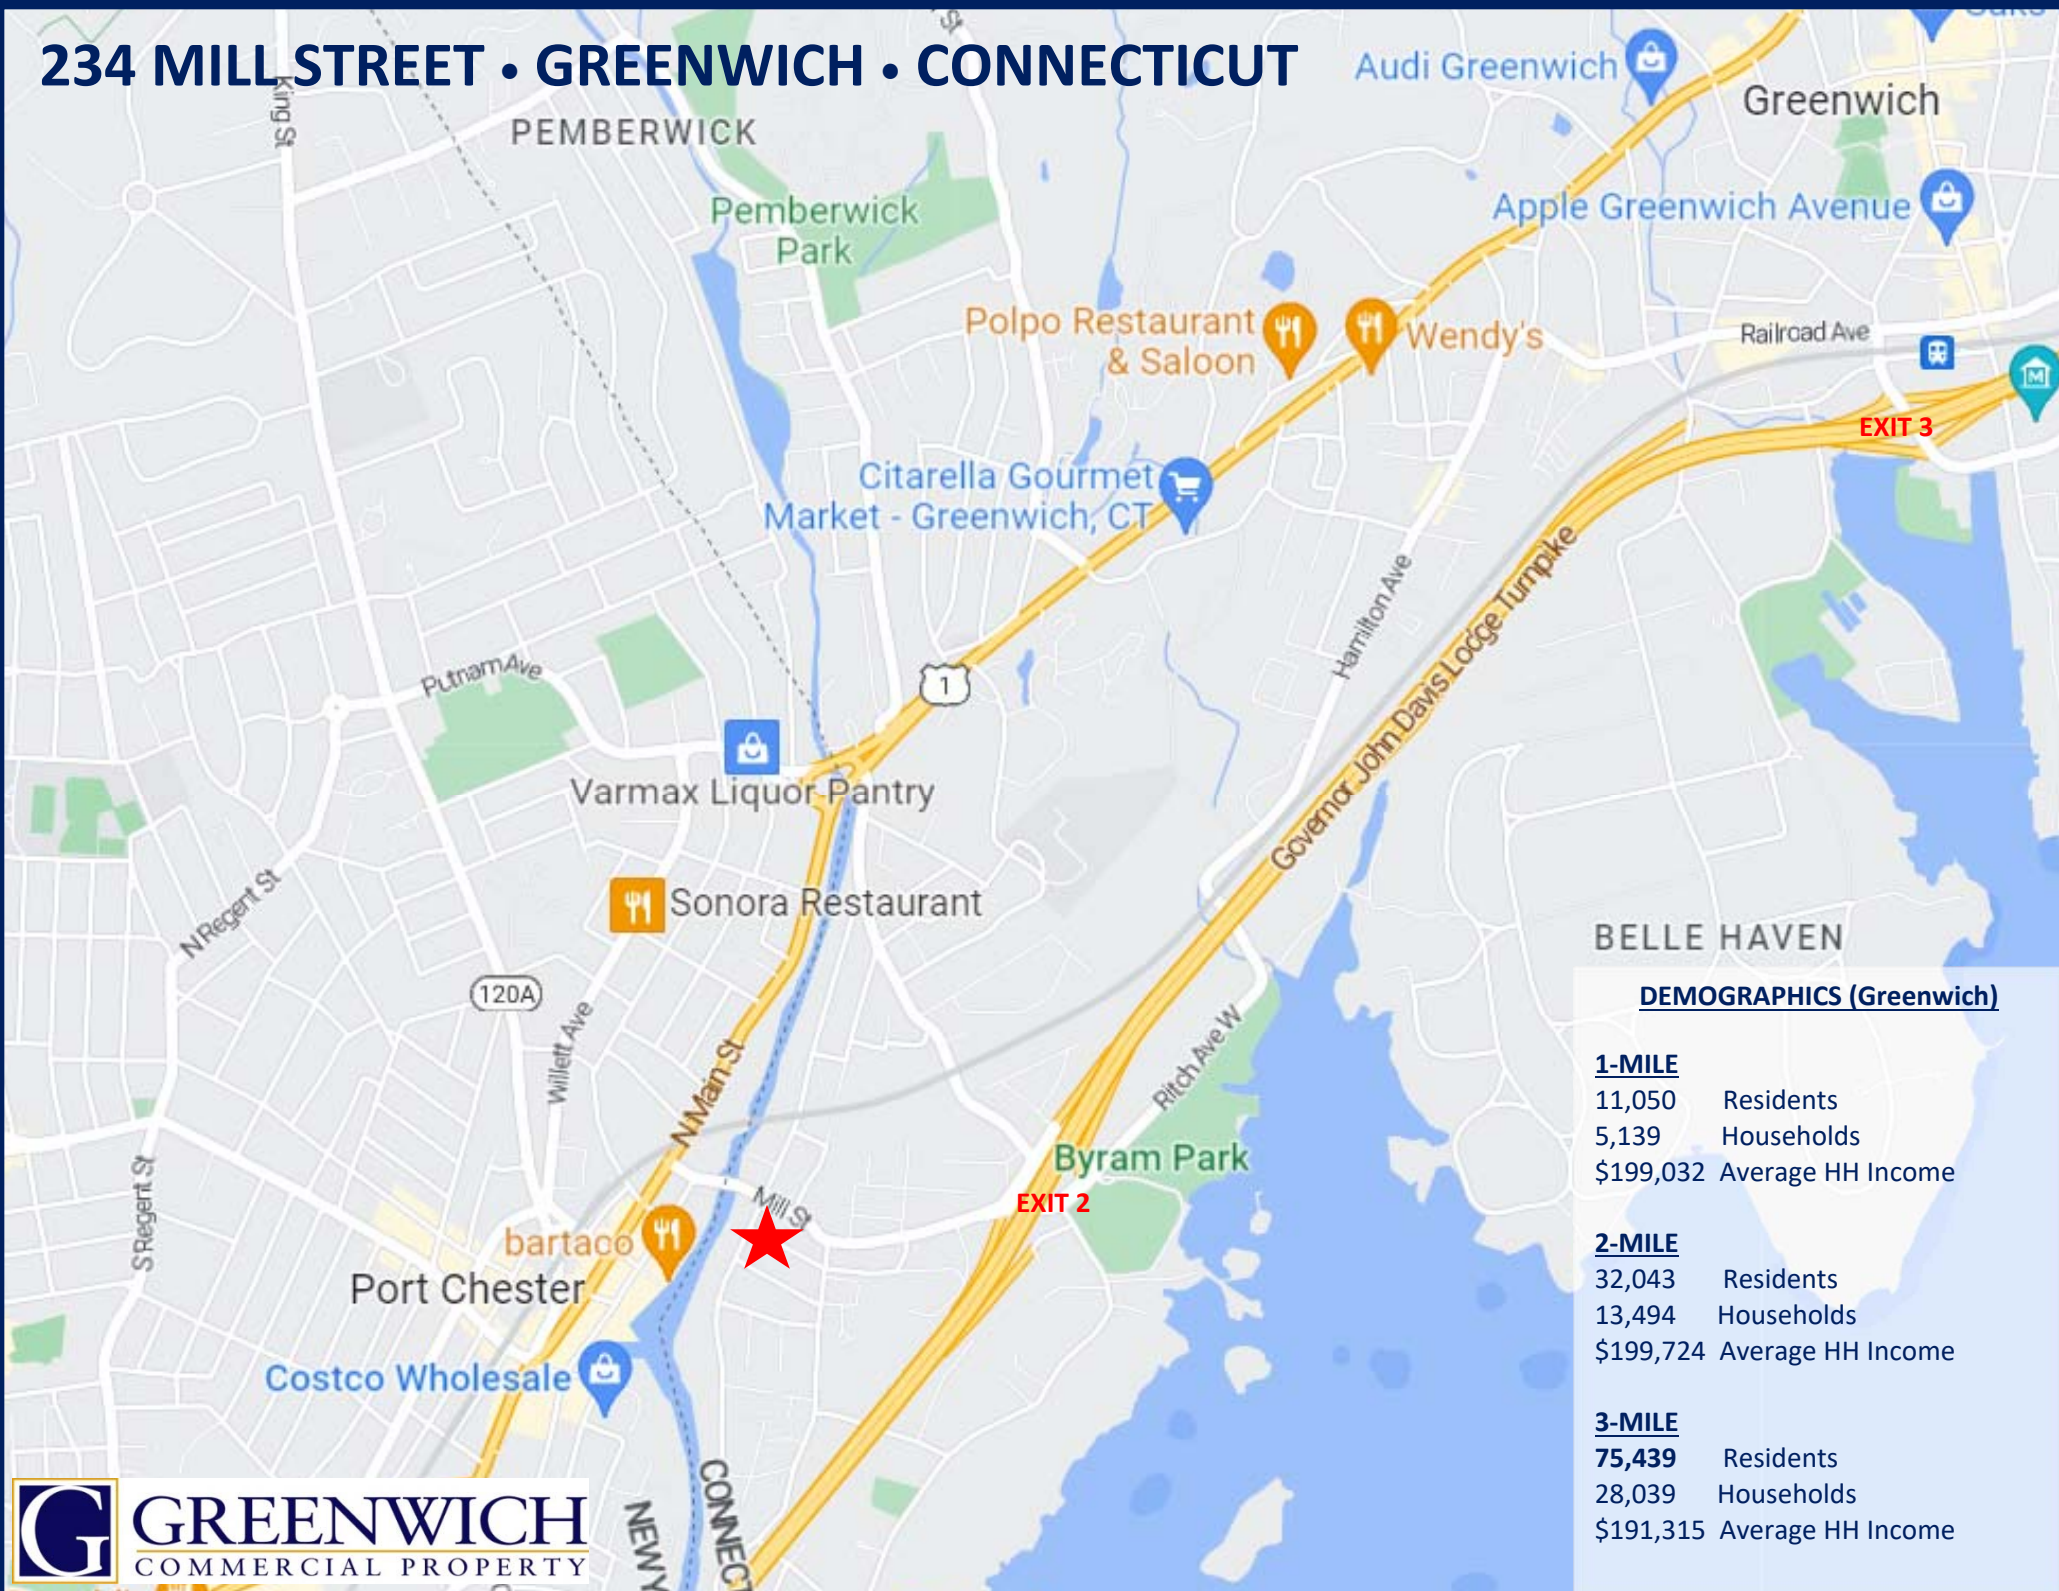 234 MILL STREET • GREENWICH • CONNECTICUT
Audi Greenwich
Greenwich
King St
PEMBERWICK
Pemberwick
Park
Apple Greenwich Avenue
Polpo Restaurant
& Saloon
Wendy's
Railroad Ave
EXIT 3
Citarella Gourmet
Market - Greenwich, CT
Hamilton Ave
Governor John Davis Lodge Turnpike
Putnam Ave
1
Varmax Liquor Pantry
N Regent St
Sonora Restaurant
BELLE HAVEN
120A
Willett Ave
N Main St
Ritch Ave W
Byram Park
EXIT 2
Mill St
S Regent St
bartaco
Port Chester
Costco Wholesale
CONNECT
NEW Y
DEMOGRAPHICS (Greenwich)
1-MILE
11,050 Residents
5,139 Households
$199,032 Average HH Income
2-MILE
32,043 Residents
13,494 Households
$199,724 Average HH Income
3-MILE
75,439 Residents
28,039 Households
$191,315 Average HH Income
G
GREENWICH
COMMERCIAL PROPERTY